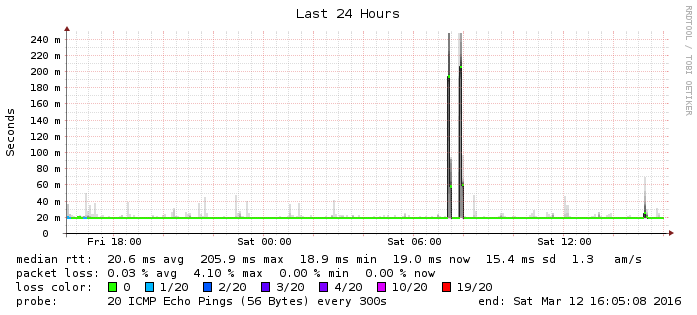 Last 24 Hours
RRDTOOL / TOBI OETIKER
Seconds
240 m
220 m
200 m
180 m
160 m
140 m
120 m
100 m
80 m
60 m
40 m
20 m
0
Fri 18:00 Sat 00:00 Sat 06:00 Sat 12:00
median rtt: 20.6 ms avg 205.9 ms max 18.9 ms min 19.0 ms now 15.4 ms sd 1.3 am/s
packet loss: 0.03 % avg 4.10 % max 0.00 % min 0.00 % now
loss color: 0 1/20 2/20 3/20 4/20 10/20 19/20
probe: 20 ICMP Echo Pings (56 Bytes) every 300s end: Sat Mar 12 16:05:08 2016